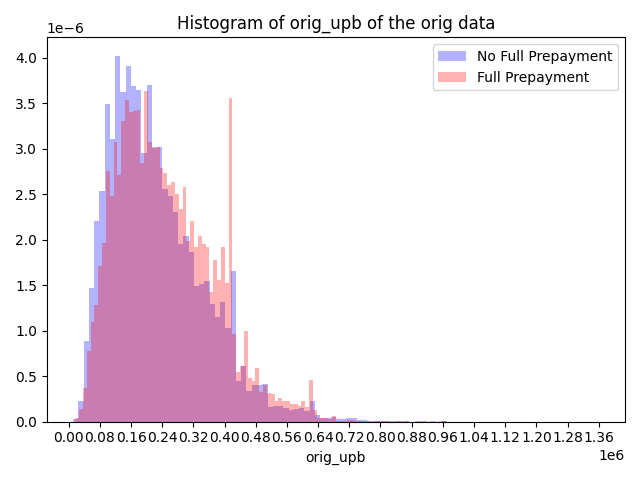 Histogram of orig_upb of the orig data
1e−6
No Full Prepayment
Full Prepayment
4.0
3.5
3.0
2.5
2.0
1.5
1.0
0.5
0.0
0.00 0.08 0.16 0.24 0.32 0.40 0.48 0.56 0.64 0.72 0.80 0.88 0.96 1.04 1.12 1.20 1.28 1.36
orig_upb
1e6